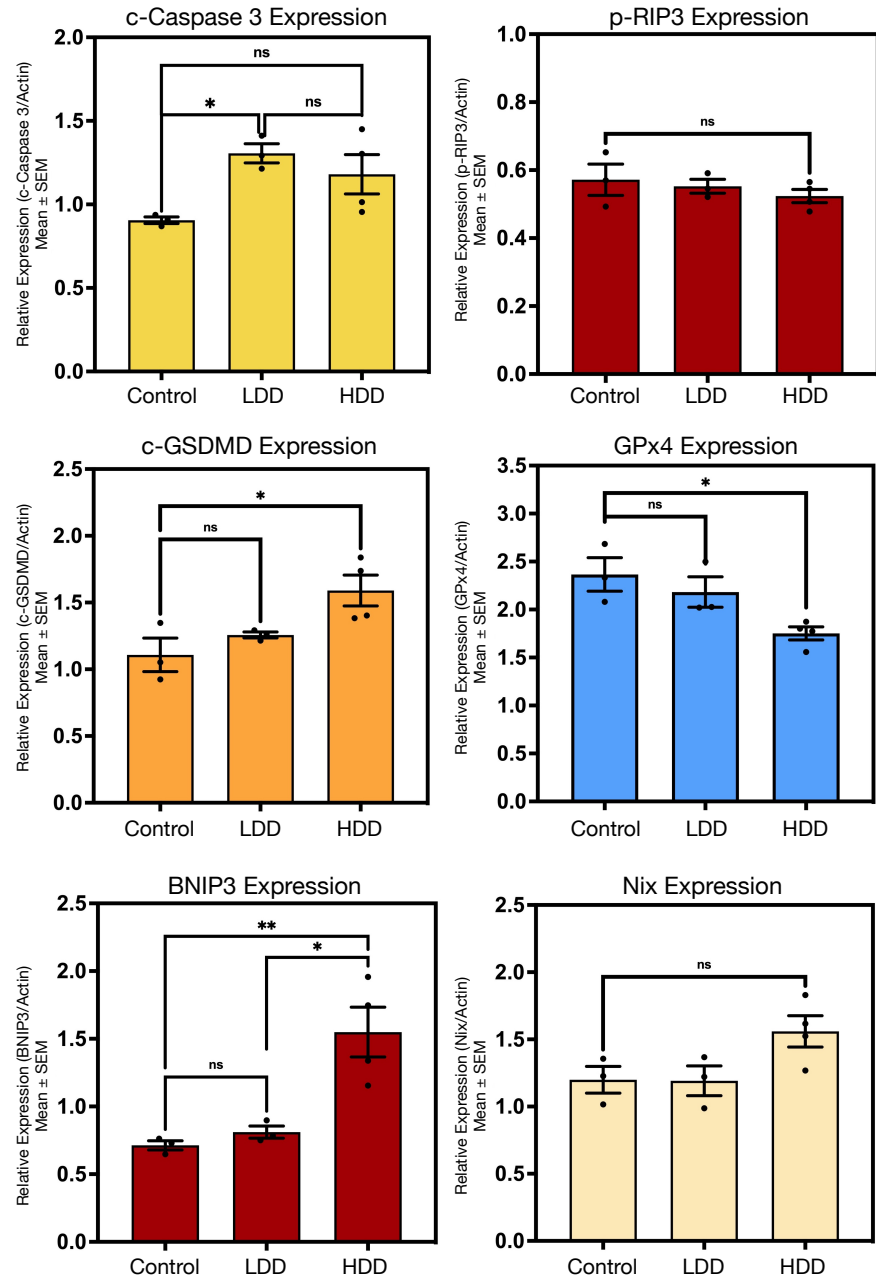 c-Caspase 3 Expression
Relative Expression (c-Caspase 3/Actin)
Mean ± SEM
2.0
1.5
1.0
0.5
0.0
ns
*
ns
Control
LDD
HDD
p-RIP3 Expression
Relative Expression (p-RIP3/Actin)
Mean ± SEM
1.0
0.8
0.6
0.4
0.2
0.0
ns
Control
LDD
HDD
c-GSDMD Expression
Relative Expression (c-GSDMD/Actin)
Mean ± SEM
2.5
2.0
1.5
1.0
0.5
0.0
*
ns
Control
LDD
HDD
GPx4 Expression
Relative Expression (GPx4/Actin)
Mean ± SEM
3.5
3.0
2.5
2.0
1.5
1.0
0.5
0.0
*
ns
Control
LDD
HDD
BNIP3 Expression
Relative Expression (BNIP3/Actin)
Mean ± SEM
2.5
2.0
1.5
1.0
0.5
0.0
**
*
ns
Control
LDD
HDD
Nix Expression
Relative Expression (Nix/Actin)
Mean ± SEM
2.5
2.0
1.5
1.0
0.5
0.0
ns
Control
LDD
HDD